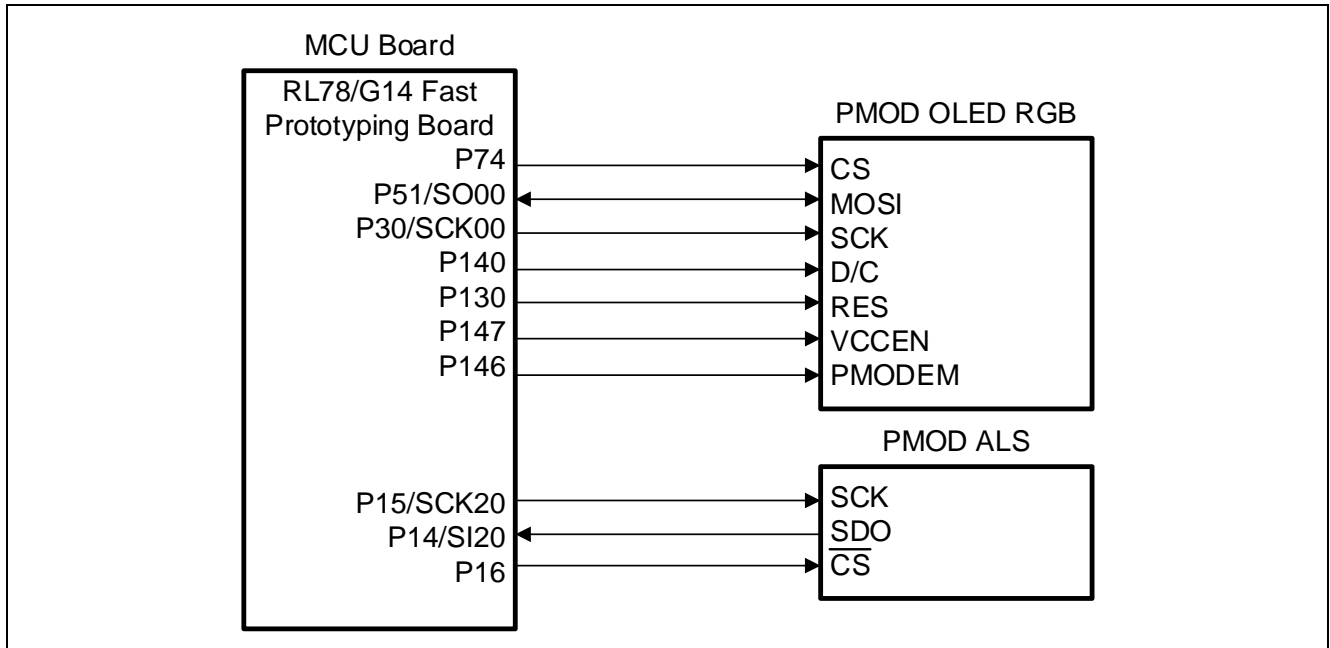 MCU Board
RL78/G14 Fast
Prototyping Board
P74
P51/SO00
P30/SCK00
P140
P130
P147
P146
P15/SCK20
P14/SI20
P16
PMOD OLED RGB
CS
MOSI
SCK
D/C
RES
VCCEN
PMODEM
PMOD ALS
SCK
SDO
CS